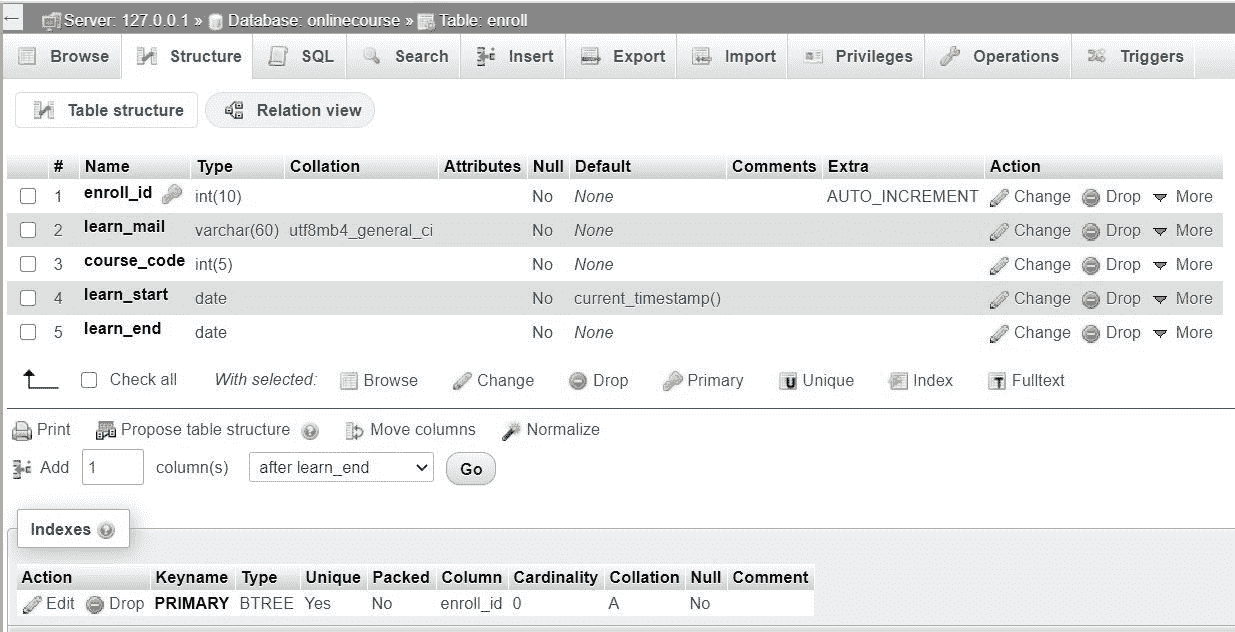 Server: 127.0.0.1 » Database: onlinecourse » Table: enroll
Browse Structure SQL Search Insert Export Import Privileges Operations Triggers
Table structure Relation view
# Name Type Collation Attributes Null Default Comments Extra Action
1 enroll_id int(10) No None AUTO_INCREMENT Change Drop More
2 learn_mail varchar(60) utf8mb4_general_ci No None Change Drop More
3 course_code int(5) No None Change Drop More
4 learn_start date No current_timestamp() Change Drop More
5 learn_end date No None Change Drop More
Check all With selected: Browse Change Drop Primary Unique Index Fulltext
Print Propose table structure Move columns Normalize
Add 1 column(s) after learn_end Go
Indexes
Action Keyname Type Unique Packed Column Cardinality Collation Null Comment
Edit Drop PRIMARY BTREE Yes No enroll_id 0 A No